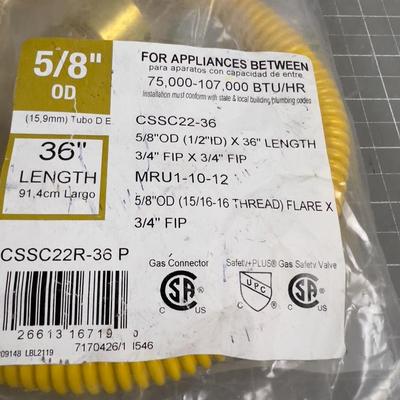 5/8"
OD
(15,9mm) Tubo D E
36"
LENGTH
91,4cm Largo
FOR APPLIANCES BETWEEN
para aparatos con capacidad de entre
75,000-107,000 BTU/HR
Installation must conform with state & local building/plumbing codes
CSSC22-36
5/8"OD (1/2"ID) X 36" LENGTH
3/4" FIP X 3/4" FIP
MRU1-10-12
5/8"OD (15/16-16 THREAD) FLARE X
3/4" FIP
CSSC22R-36 P
Gas Connector
Safety+PLUS® Gas Safety Valve
SA
C US
UPC
®
SA
C US
26613 16719 0
09148 LBL2119
7170426/1 I546